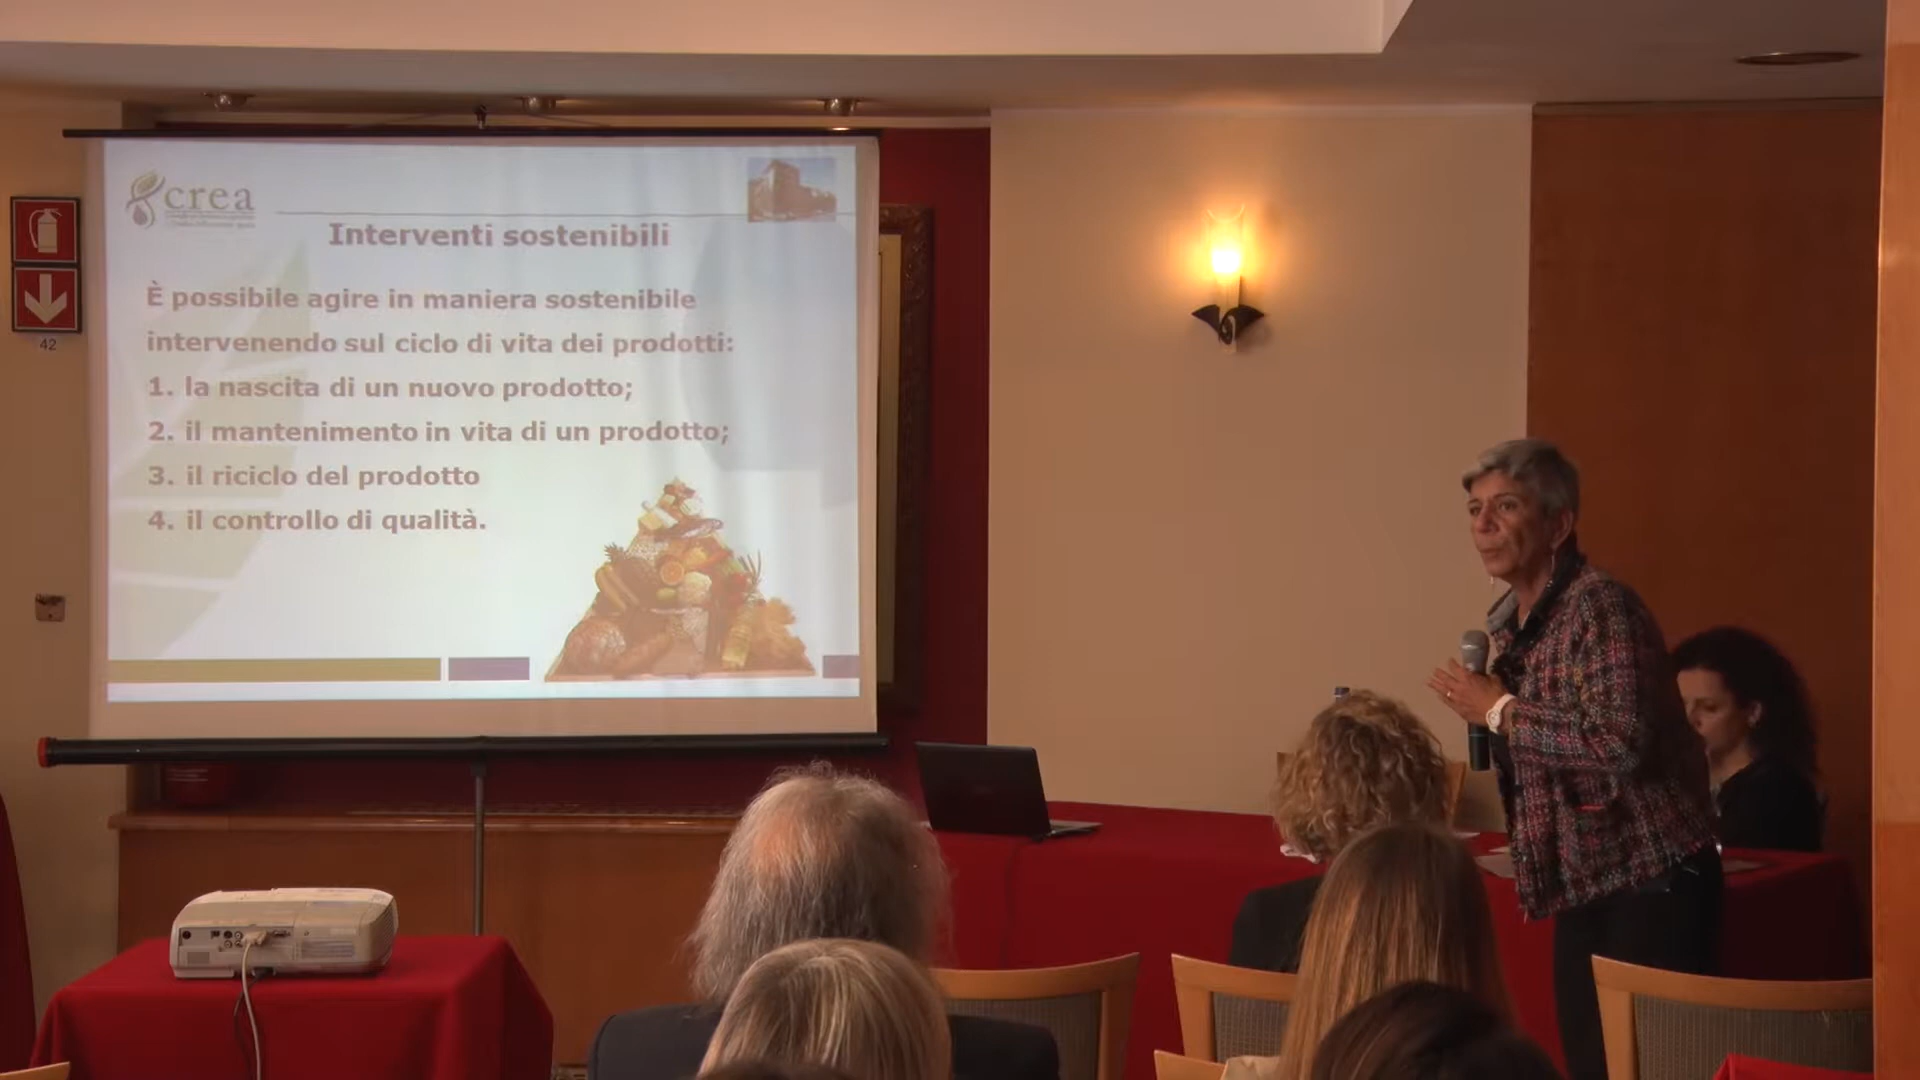 crea
Interventi sostenibili
È possibile agire in maniera sostenibile
intervenendo sul ciclo di vita dei prodotti:
1. la nascita di un nuovo prodotto;
2. il mantenimento in vita di un prodotto;
3. il riciclo del prodotto
4. il controllo di qualità.
42